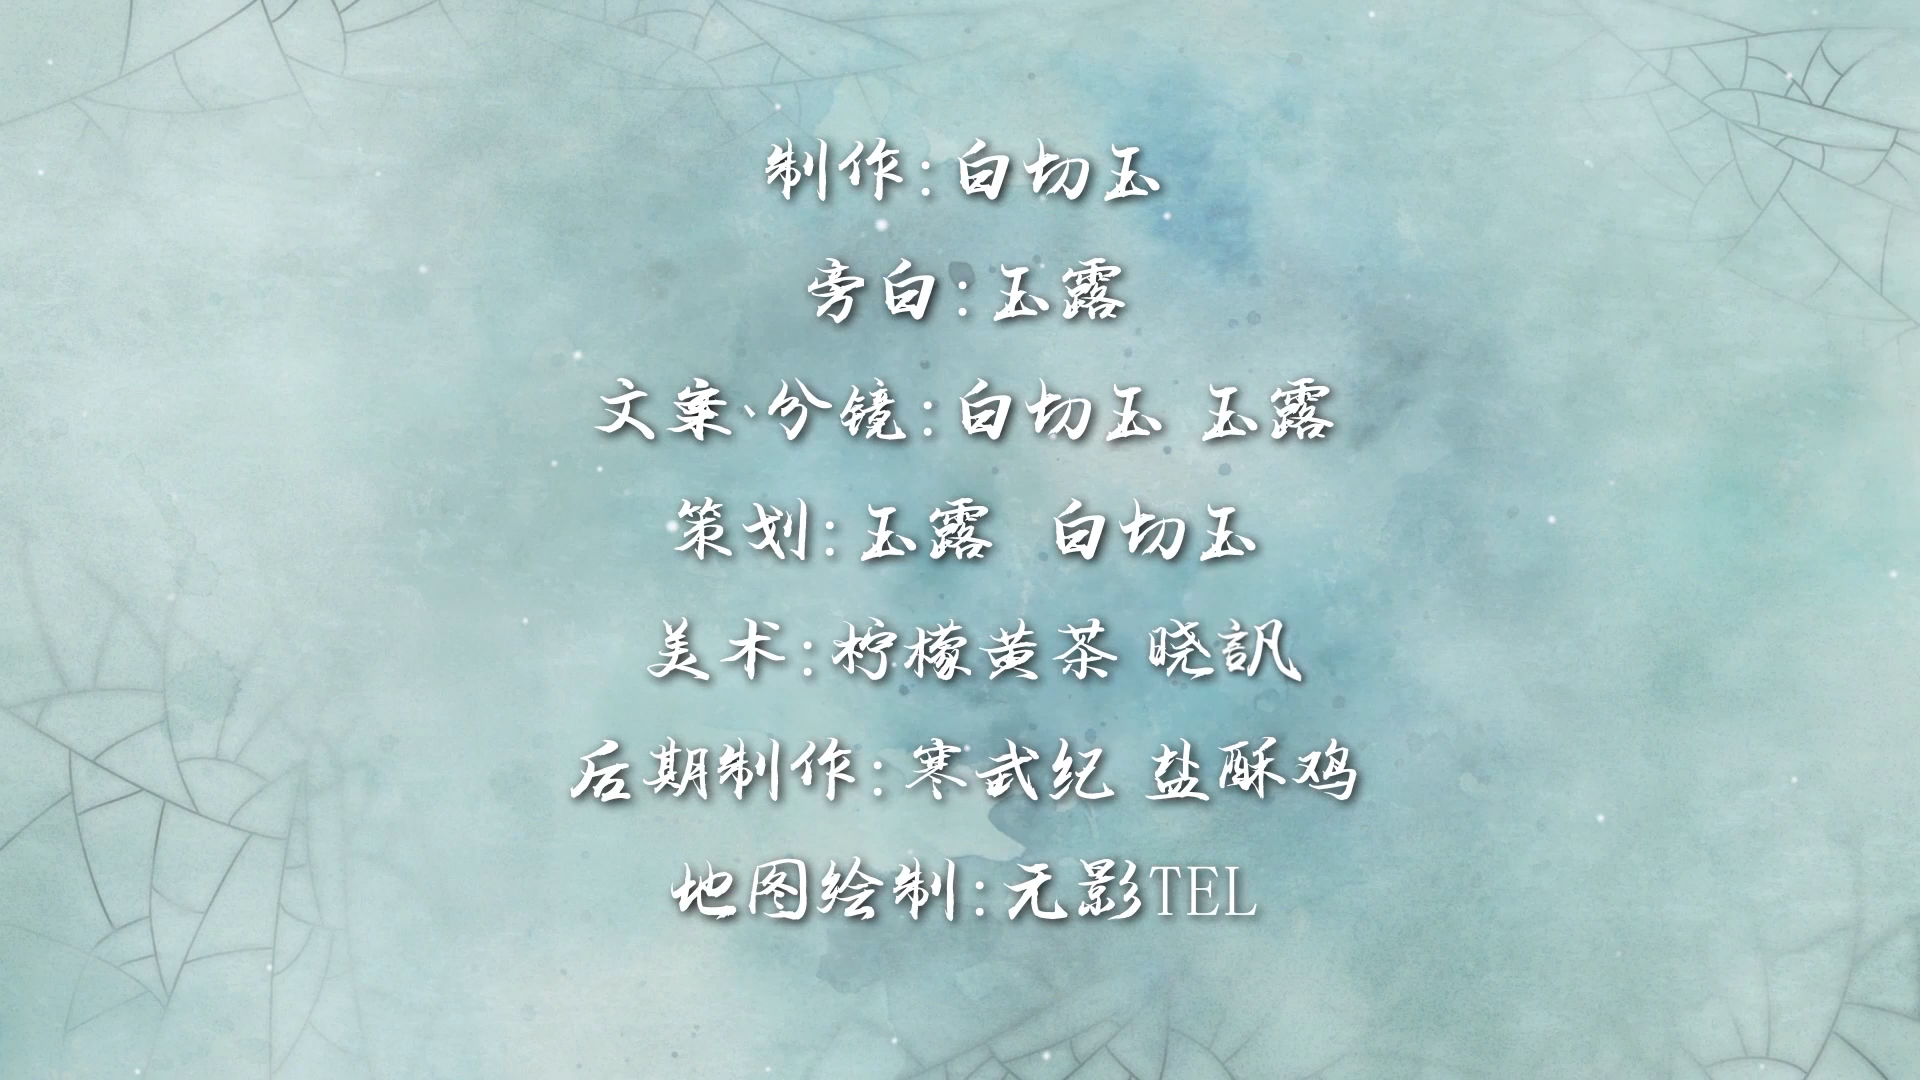 制作:白切玉
旁白:玉露
文案、分镜:白切玉 玉露
策划:玉露 白切玉
美术:柠檬黄茶 晓訊
后期制作:寒武纪 盐酥鸡
地图绘制:无影TEL